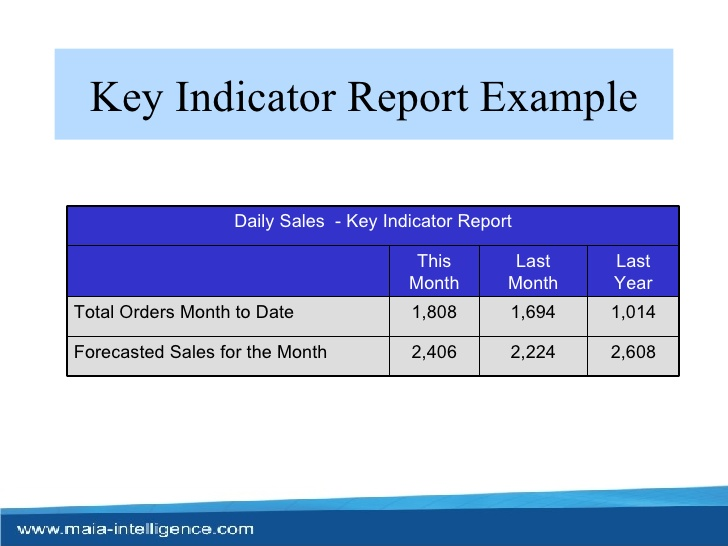 Key Indicator Report Example
Daily Sales - Key Indicator Report
This Month Last Month Last Year
Total Orders Month to Date 1,808 1,694 1,014
Forecasted Sales for the Month 2,406 2,224 2,608
www.maia-intelligence.com